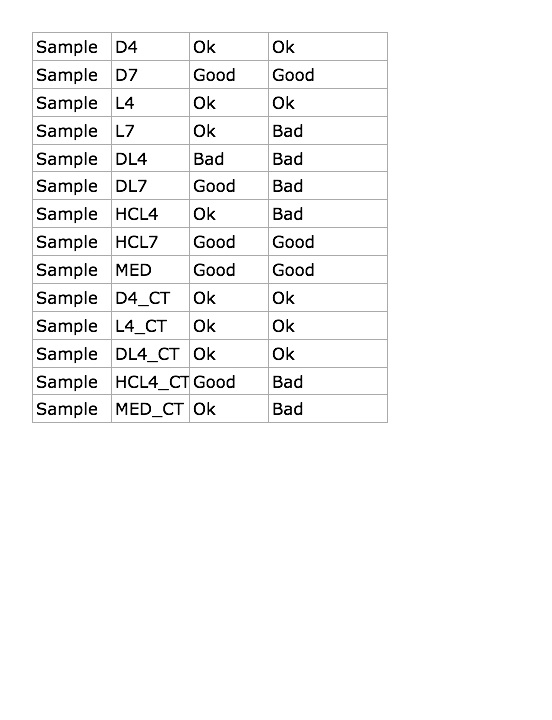 Sample D4 Ok Ok
Sample D7 Good Good
Sample L4 Ok Ok
Sample L7 Ok Bad
Sample DL4 Bad Bad
Sample DL7 Good Bad
Sample HCL4 Ok Bad
Sample HCL7 Good Good
Sample MED Good Good
Sample D4_CT Ok Ok
Sample L4_CT Ok Ok
Sample DL4_CT Ok Ok
Sample HCL4_CT Good Bad
Sample MED_CT Ok Bad